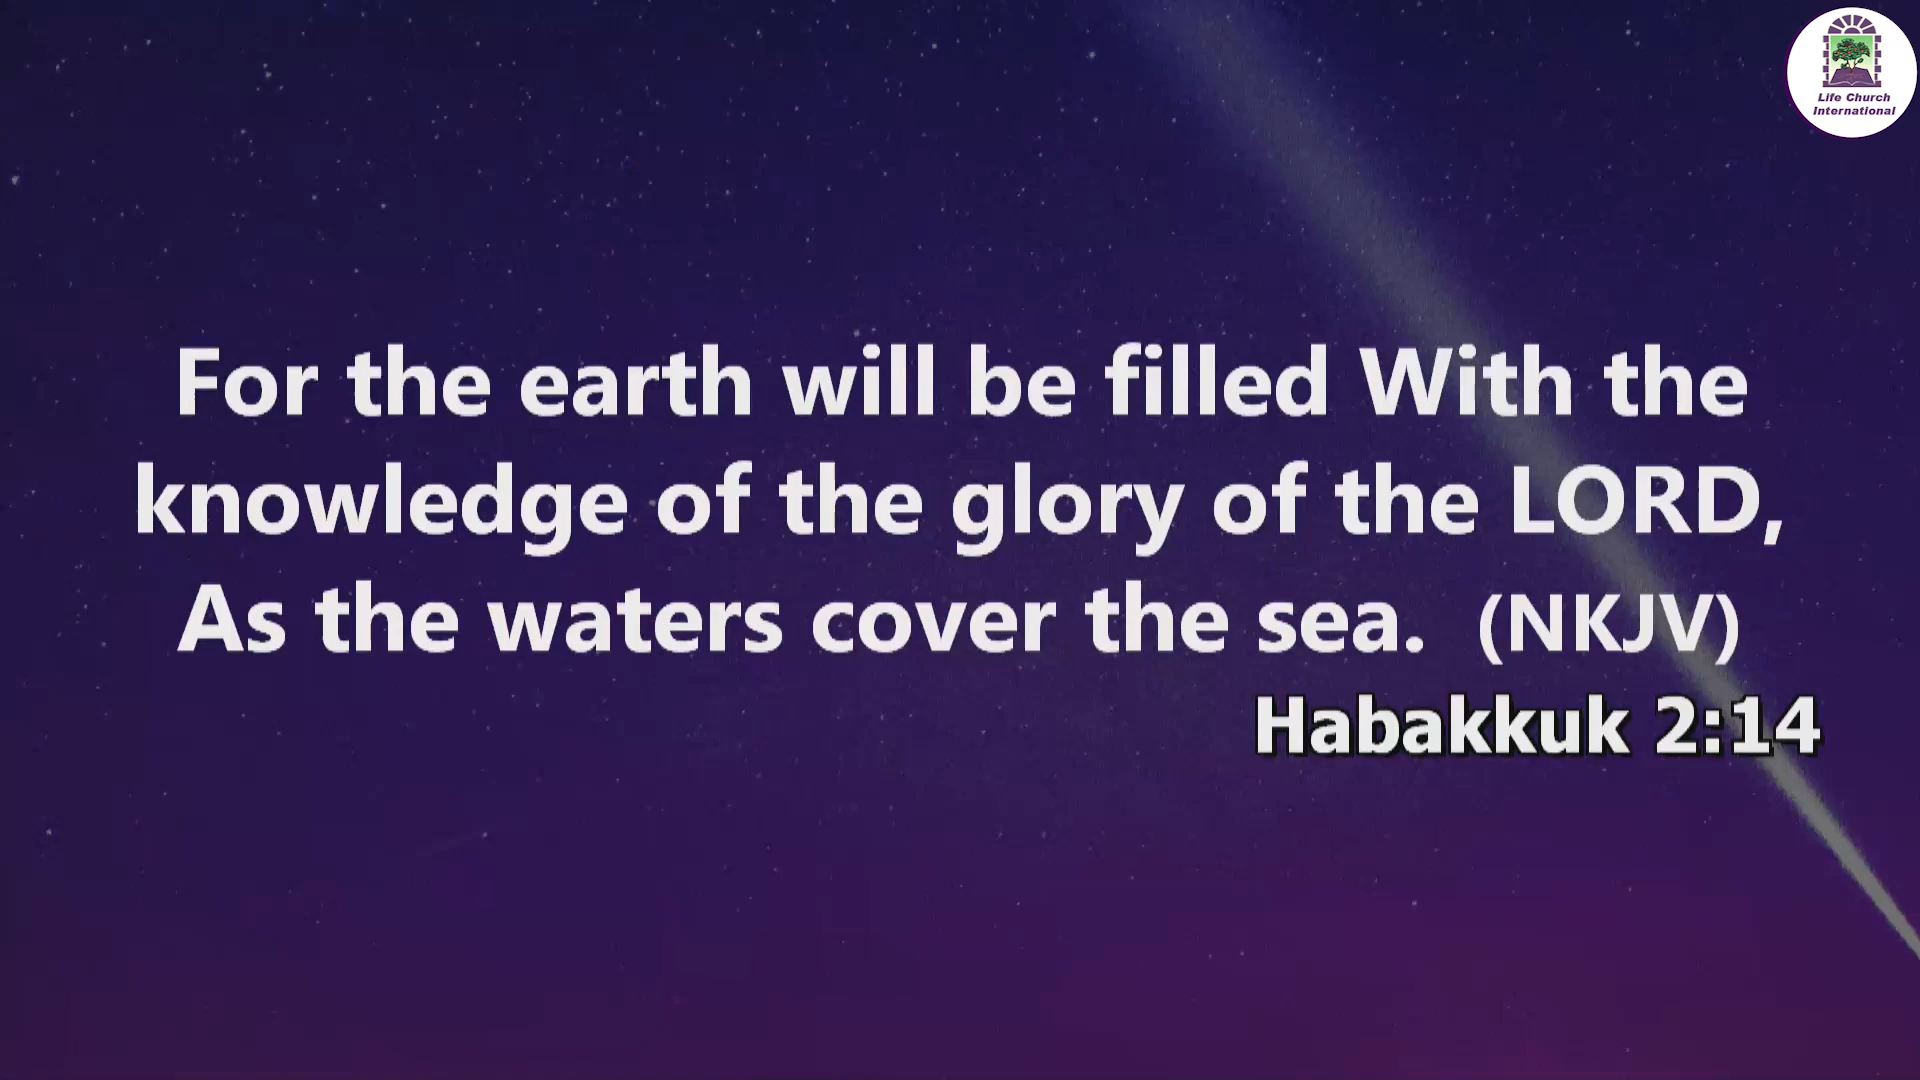 Life Church
International
For the earth will be filled With the
knowledge of the glory of the LORD,
As the waters cover the sea.  (NKJV)
Habakkuk 2:14